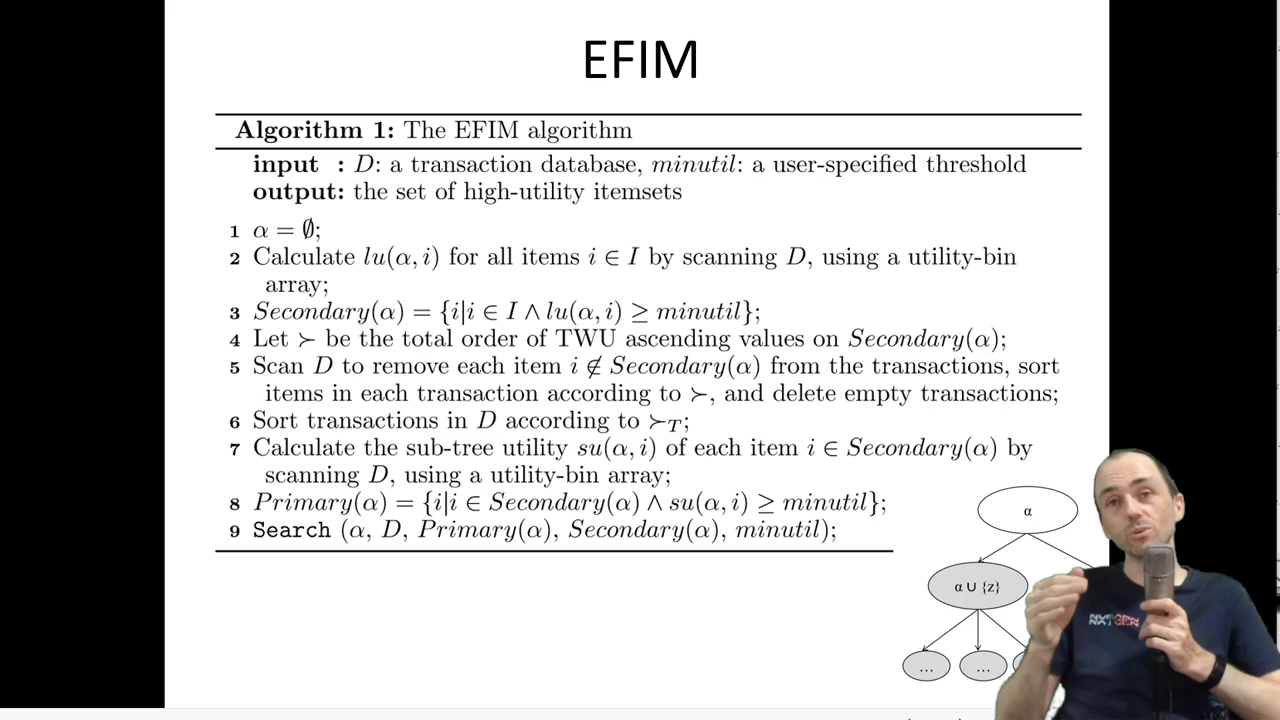 EFIM
Algorithm 1: The EFIM algorithm
input : D: a transaction database, minutil: a user-specified threshold
output: the set of high-utility itemsets
1 α = ∅;
2 Calculate lu(α, i) for all items i ∈ I by scanning D, using a utility-bin
array;
3 Secondary(α) = {i|i ∈ I ∧ lu(α, i) ≥ minutil};
4 Let ≻ be the total order of TWU ascending values on Secondary(α);
5 Scan D to remove each item i ∉ Secondary(α) from the transactions, sort
items in each transaction according to ≻, and delete empty transactions;
6 Sort transactions in D according to ≻T;
7 Calculate the sub-tree utility su(α, i) of each item i ∈ Secondary(α) by
scanning D, using a utility-bin array;
8 Primary(α) = {i|i ∈ Secondary(α) ∧ su(α, i) ≥ minutil};
9 Search (α, D, Primary(α), Secondary(α), minutil);
α
α ∪ {z}
... ...